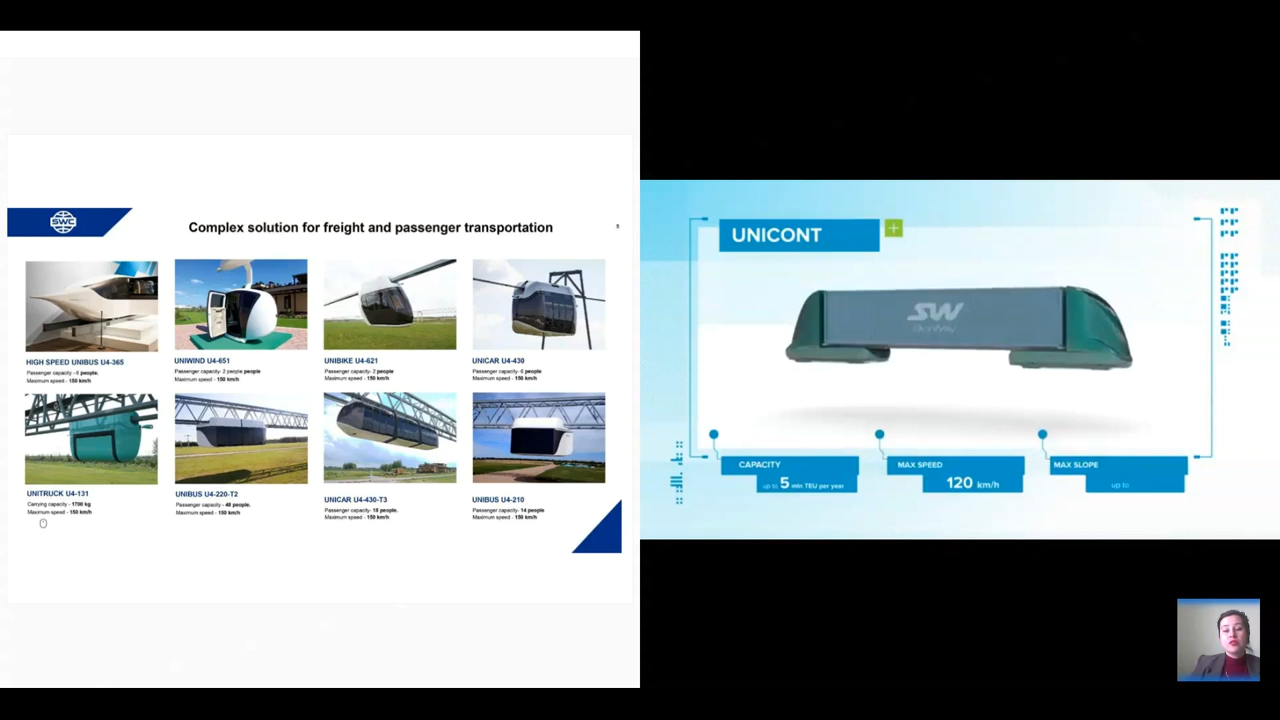 SWC
Complex solution for freight and passenger transportation
HIGH SPEED UNIBUS U4-365
Passenger capacity - 6 people.
Maximum speed - 150 km/h
UNIWIND U4-651
Passenger capacity- 2 people people
Maximum speed - 150 km/h
UNIBIKE U4-621
Passenger capacity- 2 people
Maximum speed - 150 km/h
UNICAR U4-430
Passenger capacity- 6 people
Maximum speed - 150 km/h
UNITRUCK U4-131
Carrying capacity - 1700 kg
Maximum speed - 150 km/h
UNIBUS U4-220-T2
Passenger capacity - 48 people.
Maximum speed - 150 km/h
UNICAR U4-430-T3
Passenger capacity- 18 people.
Maximum speed - 150 km/h
UNIBUS U4-210
Passenger capacity - 14 people
Maximum speed - 150 km/h
UNICONT
SW
SkyWay
CAPACITY
up to 5 mln TEU per year
MAX SPEED
120 km/h
MAX SLOPE
up to